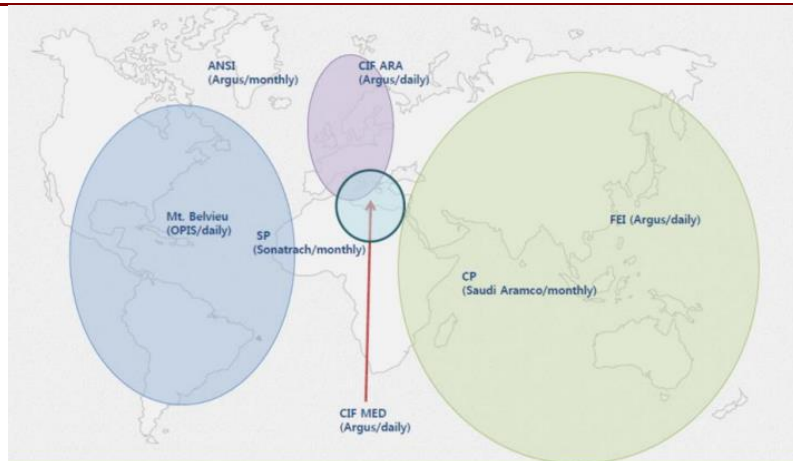 ANSI
(Argus/monthly)
CIF ARA
(Argus/daily)
Mt. Belvieu
(OPIS/daily)
SP
(Sonatrach/monthly)
FEI (Argus/daily)
CP
(Saudi Aramco/monthly)
CIF MED
(Argus/daily)